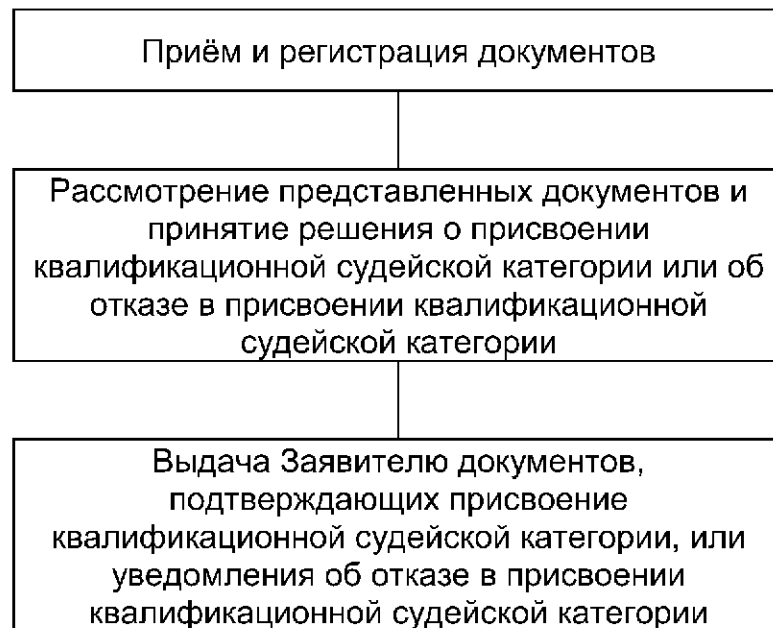 Приём и регистрация документов
Рассмотрение представленных документов и
принятие решения о присвоении
квалификационной судейской категории или об
отказе в присвоении квалификационной
судейской категории
Выдача Заявителю документов,
подтверждающих присвоение
квалификационной судейской категории, или
уведомления об отказе в присвоении
квалификационной судейской категории